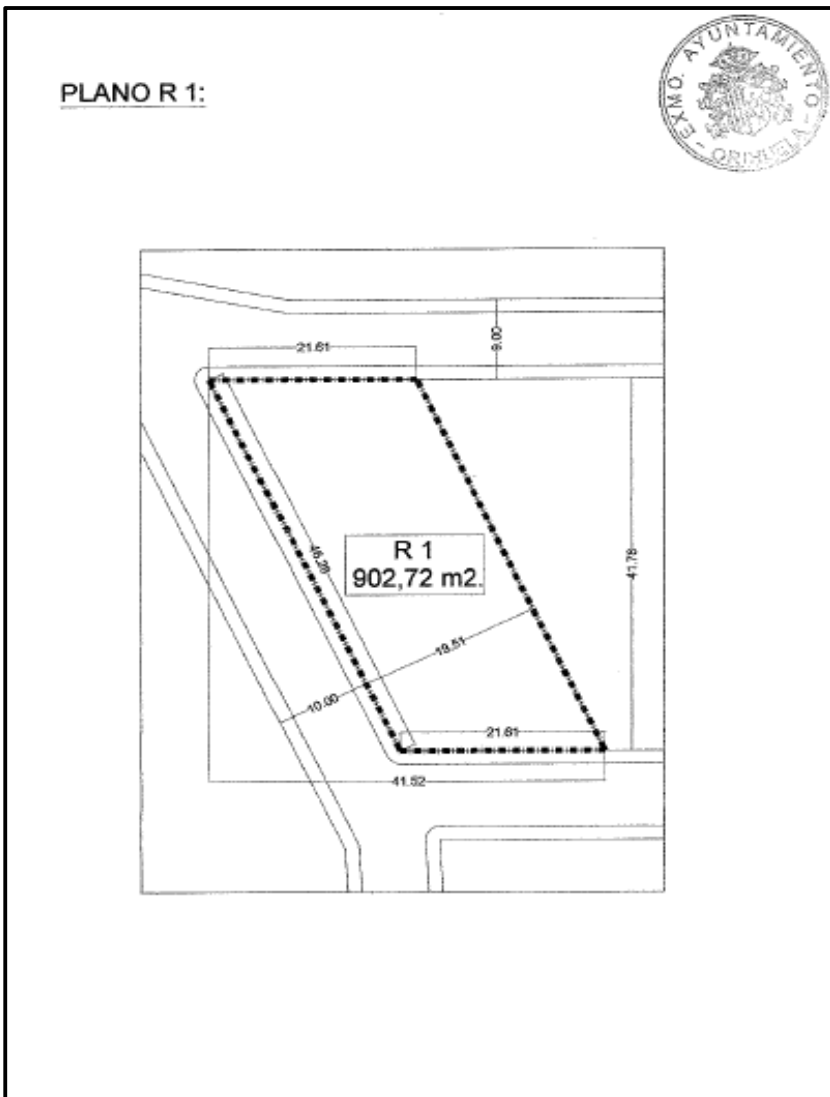 PLANO R 1:
EXMO. AYUNTAMIENTO - ORIHUELA -
9.00
21.61
46.28
R 1
902,72 m2.
41.78
19.51
10.00
21.61
41.52